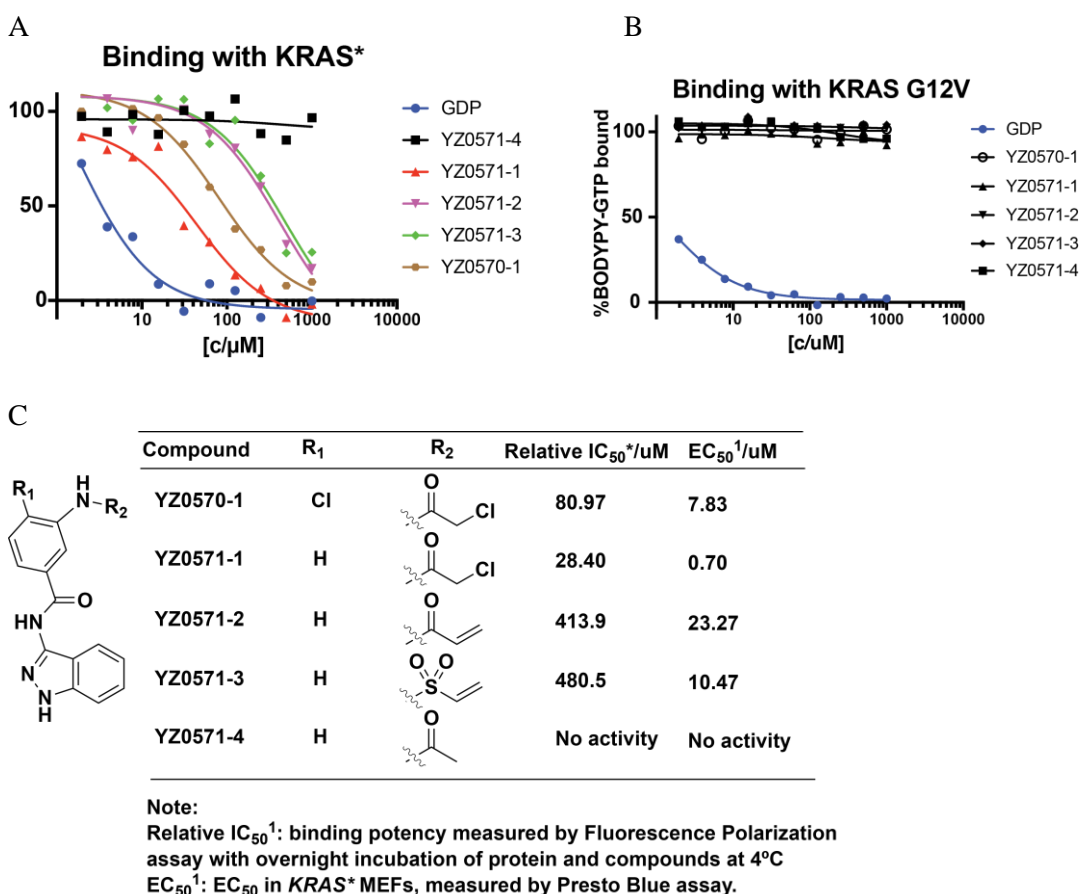 A
Binding with KRAS*
100
50
0
10
100
1000
10000
[c/µM]
GDP
YZ0571-4
YZ0571-1
YZ0571-2
YZ0571-3
YZ0570-1
B
Binding with KRAS G12V
%BODYPY-GTP bound
100
50
0
10
100
1000
10000
[c/uM]
GDP
YZ0570-1
YZ0571-1
YZ0571-2
YZ0571-3
YZ0571-4
C
R1
H
N
R2
O
HN
N
N
H
Compound R1 R2 Relative IC50*/uM EC50¹/uM
YZ0570-1 Cl O Cl 80.97 7.83
YZ0571-1 H O Cl 28.40 0.70
YZ0571-2 H O 413.9 23.27
YZ0571-3 H O O S 480.5 10.47
YZ0571-4 H O No activity No activity
Note:
Relative IC50¹: binding potency measured by Fluorescence Polarization
assay with overnight incubation of protein and compounds at 4ºC
EC50¹: EC50 in KRAS* MEFs, measured by Presto Blue assay.